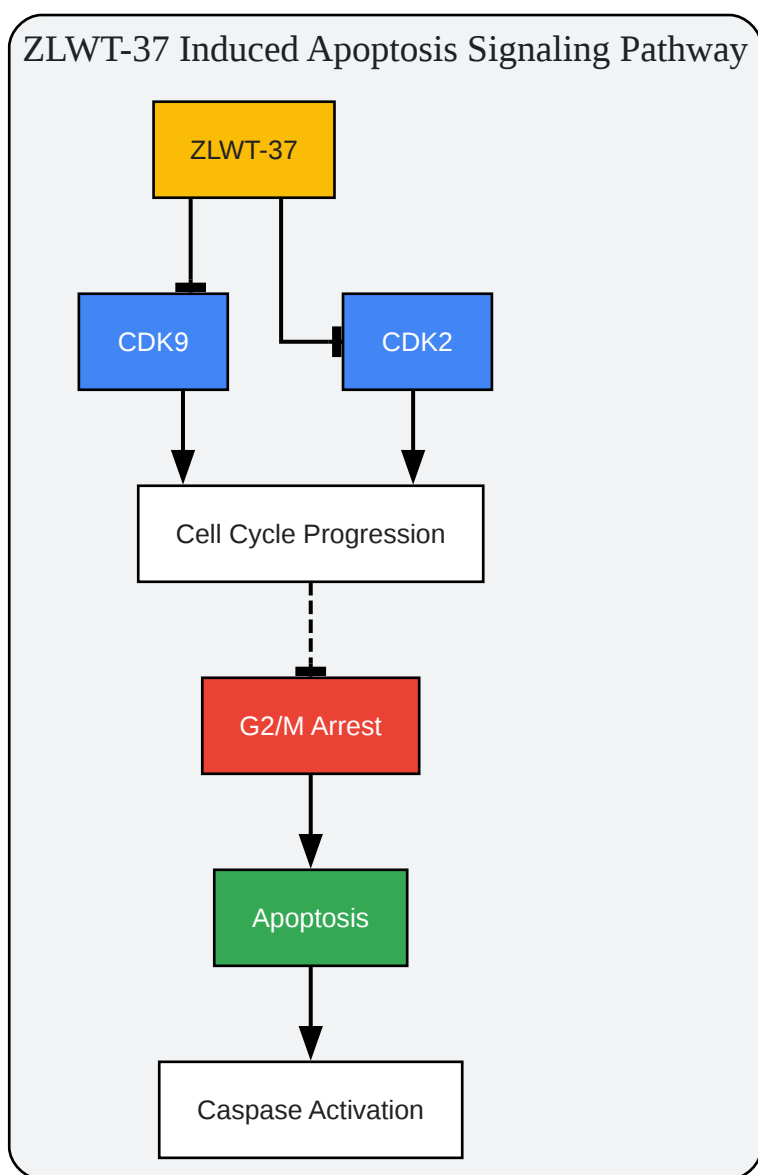 ZLWT-37 Induced Apoptosis Signaling Pathway
ZLWT-37
CDK9
CDK2
Cell Cycle Progression
G2/M Arrest
Apoptosis
Caspase Activation